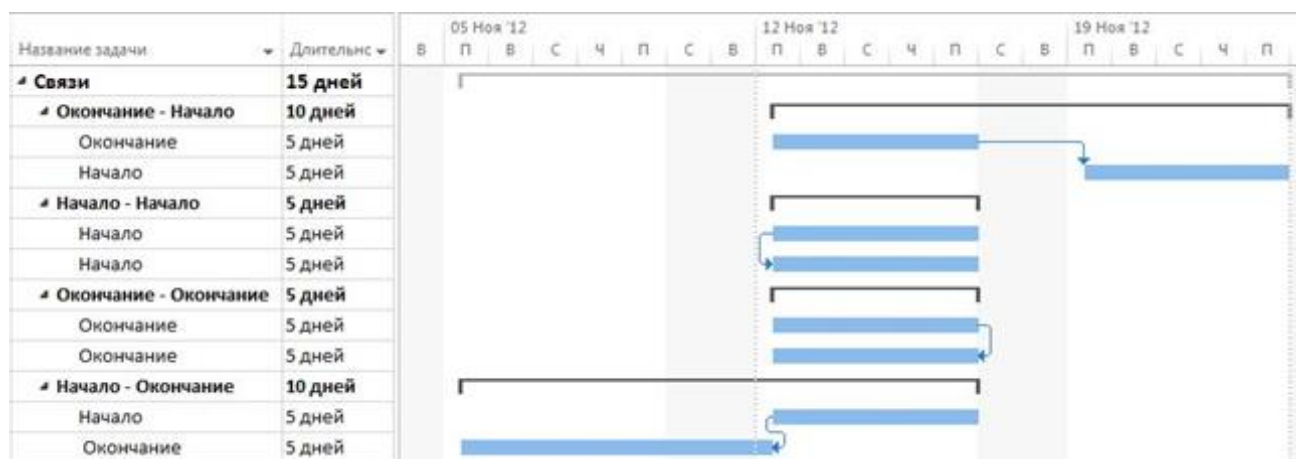 05 Ноя '12 12 Ноя '12 19 Ноя '12
Название задачи Длительнс В П В С Ч П С В П В С Ч П С В П В С Ч П
Связи 15 дней
Окончание - Начало 10 дней
Окончание 5 дней
Начало 5 дней
Начало - Начало 5 дней
Начало 5 дней
Начало 5 дней
Окончание - Окончание 5 дней
Окончание 5 дней
Окончание 5 дней
Начало - Окончание 10 дней
Начало 5 дней
Окончание 5 дней